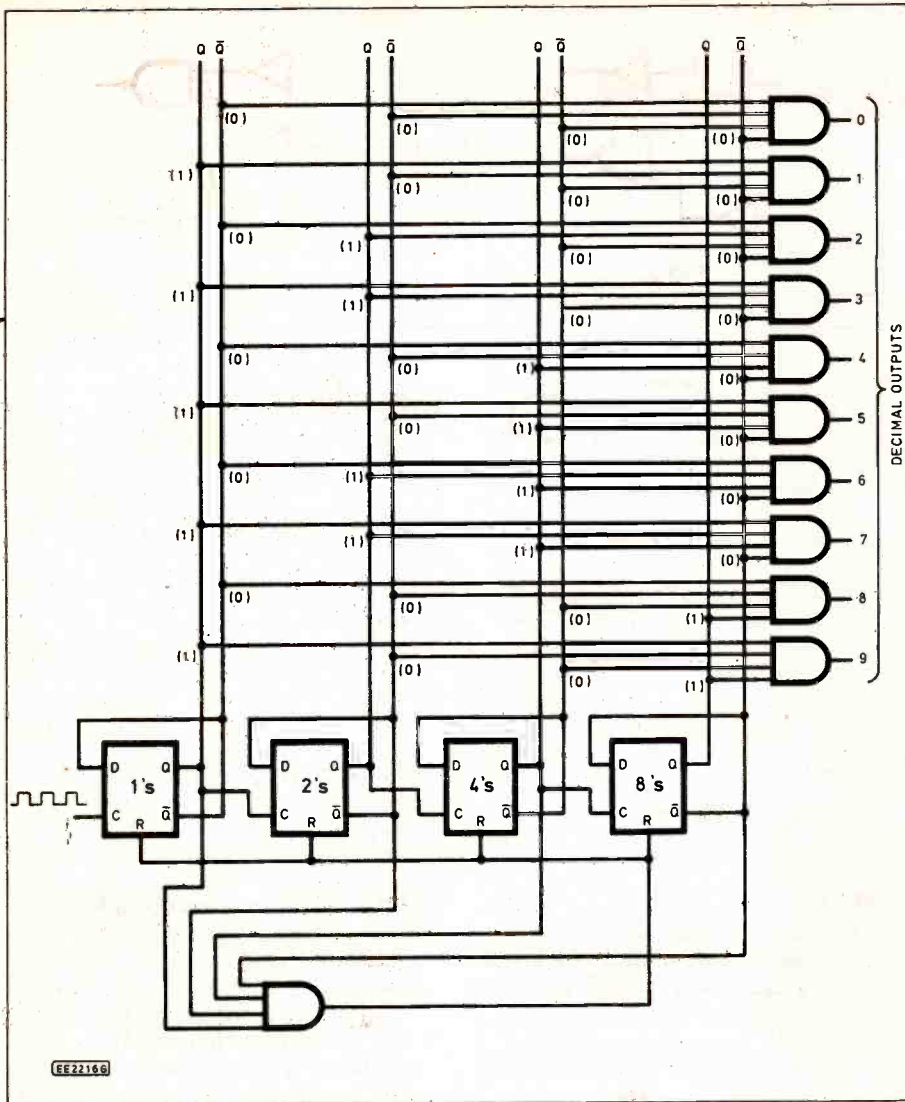 Q Q̅ Q Q̅ Q Q̅ Q Q̅
(0) (0) (0) (0) 0
(1) (0) (0) (0) 1
(0) (1) (0) (0) 2
(1) (1) (0) (0) 3
(0) (0) (1) (0) 4
(1) (0) (1) (0) 5
(0) (1) (1) (0) 6
(1) (1) (1) (0) 7
(0) (0) (0) (1) 8
(1) (0) (0) (1) 9
DECIMAL OUTPUTS
D Q D Q D Q D Q
1's 2's 4's 8's
C Q̅ C Q̅ C Q̅ C Q̅
R R R R
EE2216G